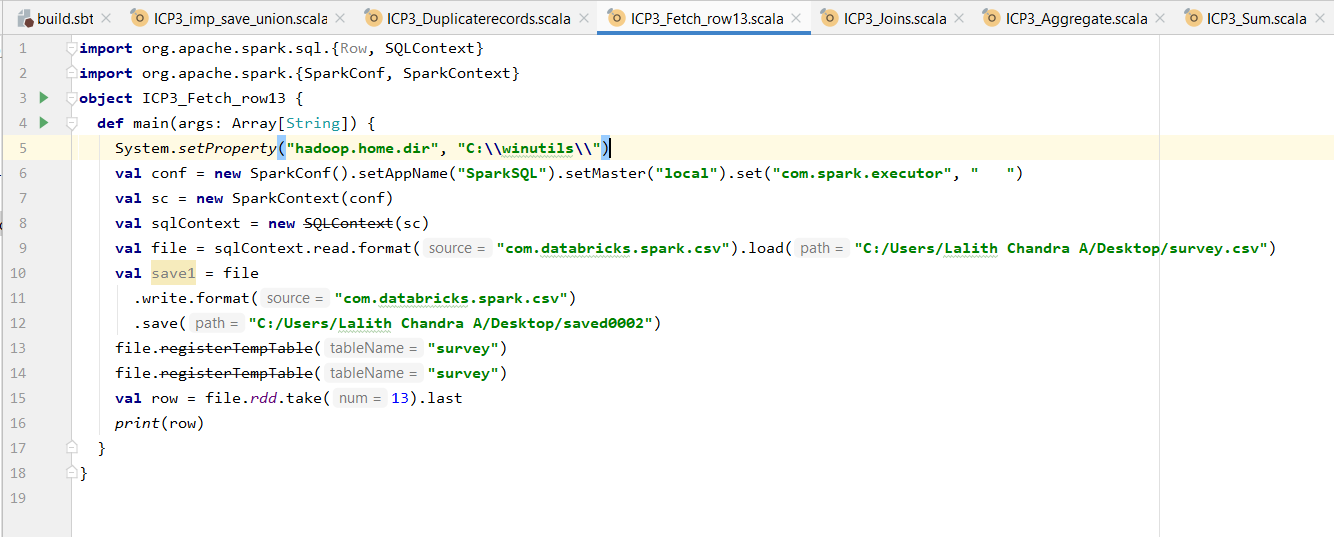 build.sbt ICP3_imp_save_union.scala ICP3_Duplicaterecords.scala ICP3_Fetch_row13.scala ICP3_Joins.scala ICP3_Aggregate.scala ICP3_Sum.scala
1 import org.apache.spark.sql.{Row, SQLContext}
2 import org.apache.spark.{SparkConf, SparkContext}
3 object ICP3_Fetch_row13 {
4 def main(args: Array[String]) {
5 System.setProperty("hadoop.home.dir", "C:\\winutils\\")
6 val conf = new SparkConf().setAppName("SparkSQL").setMaster("local").set("com.spark.executor", "   ")
7 val sc = new SparkContext(conf)
8 val sqlContext = new SQLContext(sc)
9 val file = sqlContext.read.format( source = "com.databricks.spark.csv").load( path = "C:/Users/Lalith Chandra A/Desktop/survey.csv")
10 val save1 = file
11 .write.format( source = "com.databricks.spark.csv")
12 .save( path = "C:/Users/Lalith Chandra A/Desktop/saved0002")
13 file.registerTempTable( tableName = "survey")
14 file.registerTempTable( tableName = "survey")
15 val row = file.rdd.take( num = 13).last
16 print(row)
17 }
18 }
19